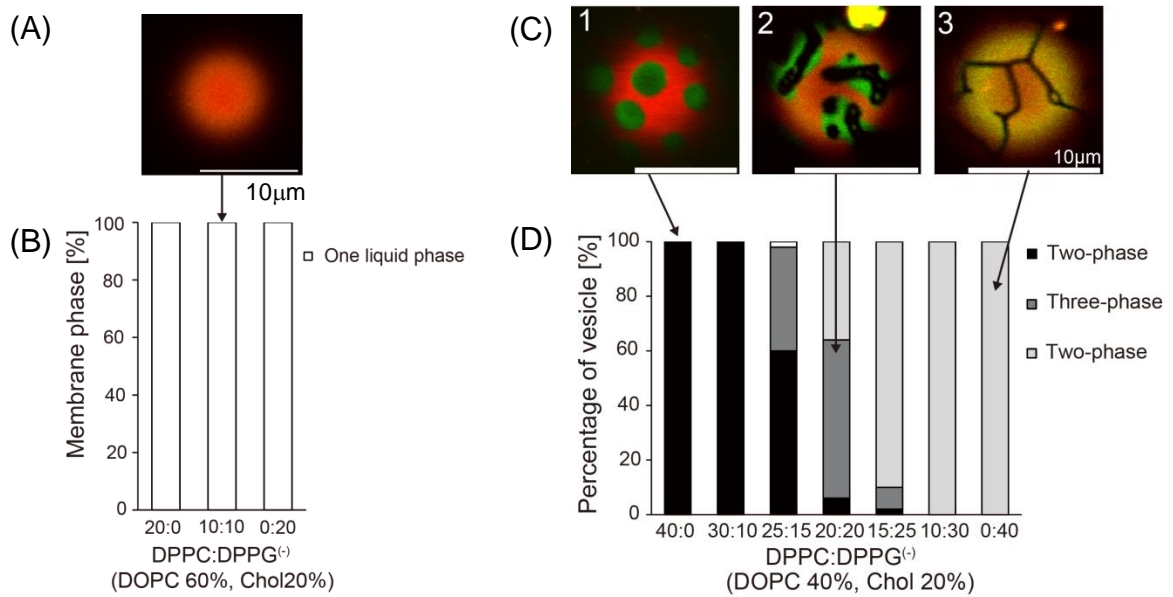 (A)
10μm
(B)
Membrane phase [%]
100
80
60
40
20
0
One liquid phase
20:0 10:10 0:20
DPPC:DPPG(-)
(DOPC 60%, Chol20%)
(C)
1
2
3
10μm
(D)
Percentage of vesicle [%]
100
80
60
40
20
0
Two-phase
Three-phase
Two-phase
40:0 30:10 25:15 20:20 15:25 10:30 0:40
DPPC:DPPG(-)
(DOPC 40%, Chol 20%)